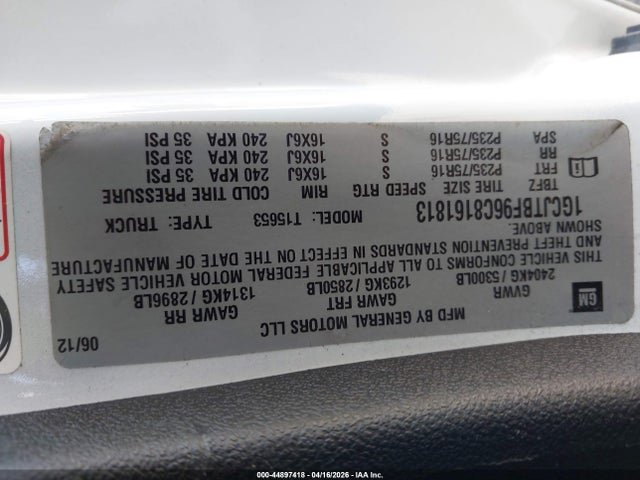 MFD BY GENERAL MOTORS LLC
06/12
GM
GVWR
GAWR FRT
GAWR RR
2404KG / 5300LB
1293KG / 2850LB
1314KG / 2896LB
THIS VEHICLE CONFORMS TO ALL APPLICABLE FEDERAL MOTOR VEHICLE SAFETY
AND THEFT PREVENTION STANDARDS IN EFFECT ON THE DATE OF MANUFACTURE
SHOWN ABOVE.
1GCJTBF96C8161813
MODEL: T15653
TYPE: TRUCK
TBFZ TIRE SIZE SPEED RTG RIM COLD TIRE PRESSURE
FRT P235/75R16 S 16X6J 240 KPA 35 PSI
RR P235/75R16 S 16X6J 240 KPA 35 PSI
SPA P235/75R16 S 16X6J 240 KPA 35 PSI
000-44897418 - 04/16/2026 - IAA Inc.